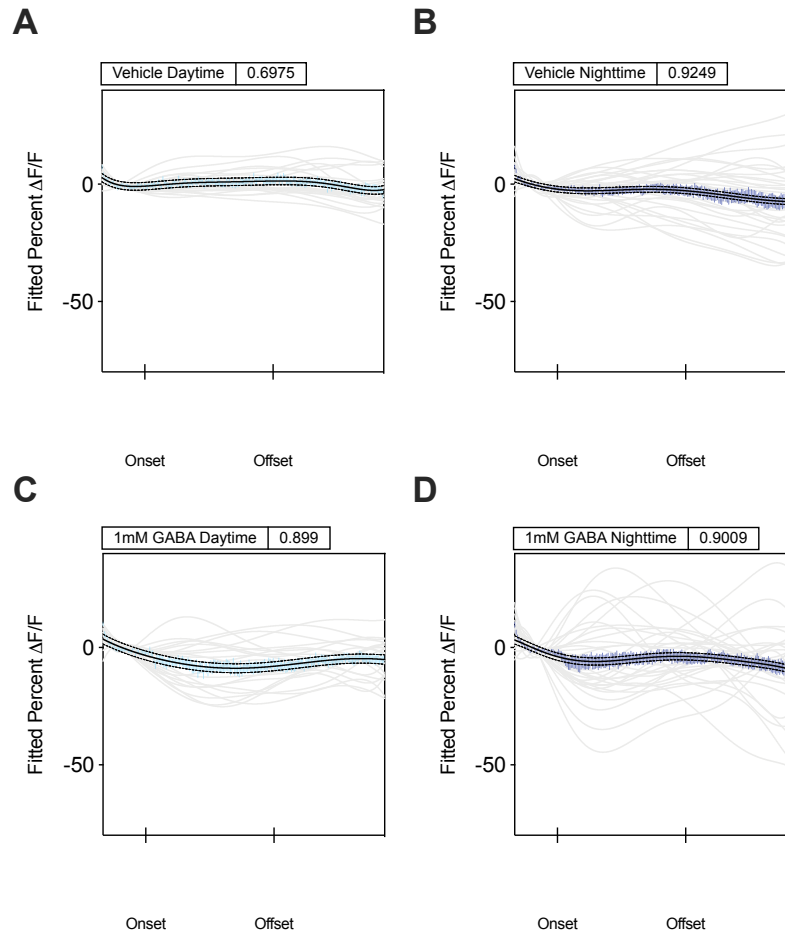 A
B
Vehicle Daytime 0.6975
Vehicle Nighttime 0.9249
Fitted Percent ΔF/F
0
-50
Fitted Percent ΔF/F
0
-50
Onset Offset
Onset Offset
C
D
1mM GABA Daytime 0.899
1mM GABA Nighttime 0.9009
Fitted Percent ΔF/F
0
-50
Fitted Percent ΔF/F
0
-50
Onset Offset
Onset Offset